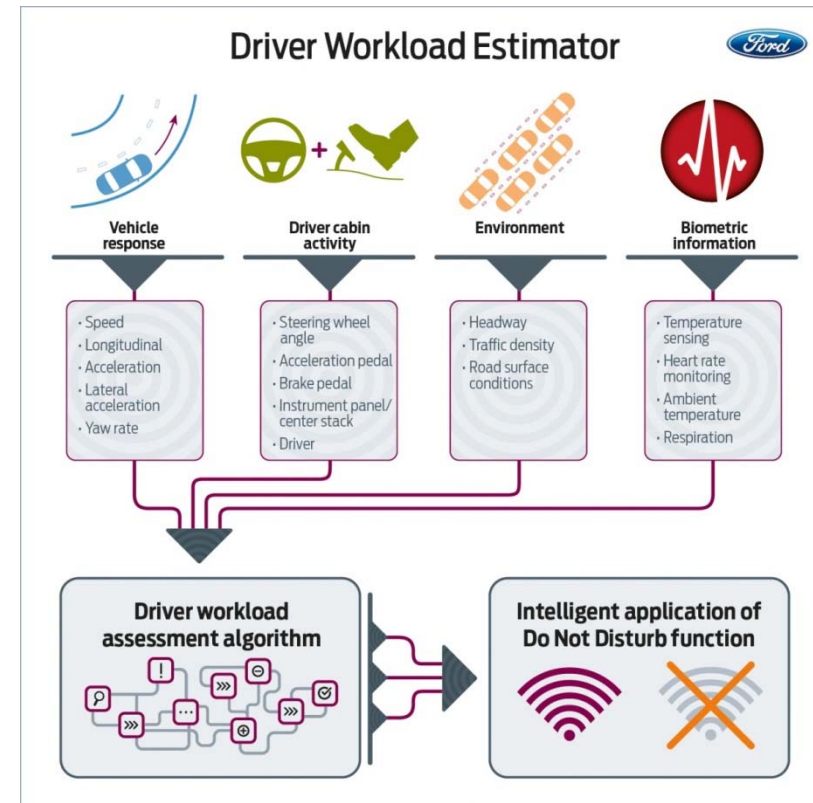 Driver Workload Estimator
Ford
Vehicle
response
Driver cabin
activity
Environment
Biometric
information
· Speed
· Longitudinal
· Acceleration
· Lateral
acceleration
· Yaw rate
· Steering wheel
angle
· Acceleration pedal
· Brake pedal
· Instrument panel/
center stack
· Driver
· Headway
· Traffic density
· Road surface
conditions
· Temperature
sensing
· Heart rate
monitoring
· Ambient
temperature
· Respiration
Driver workload
assessment algorithm
Intelligent application of
Do Not Disturb function